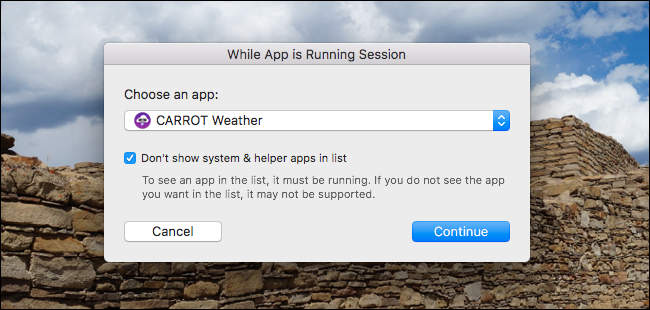 While App is Running Session
Choose an app:
CARROT Weather
Don't show system & helper apps in list
To see an app in the list, it must be running. If you do not see the app
you want in the list, it may not be supported.
Cancel
Continue